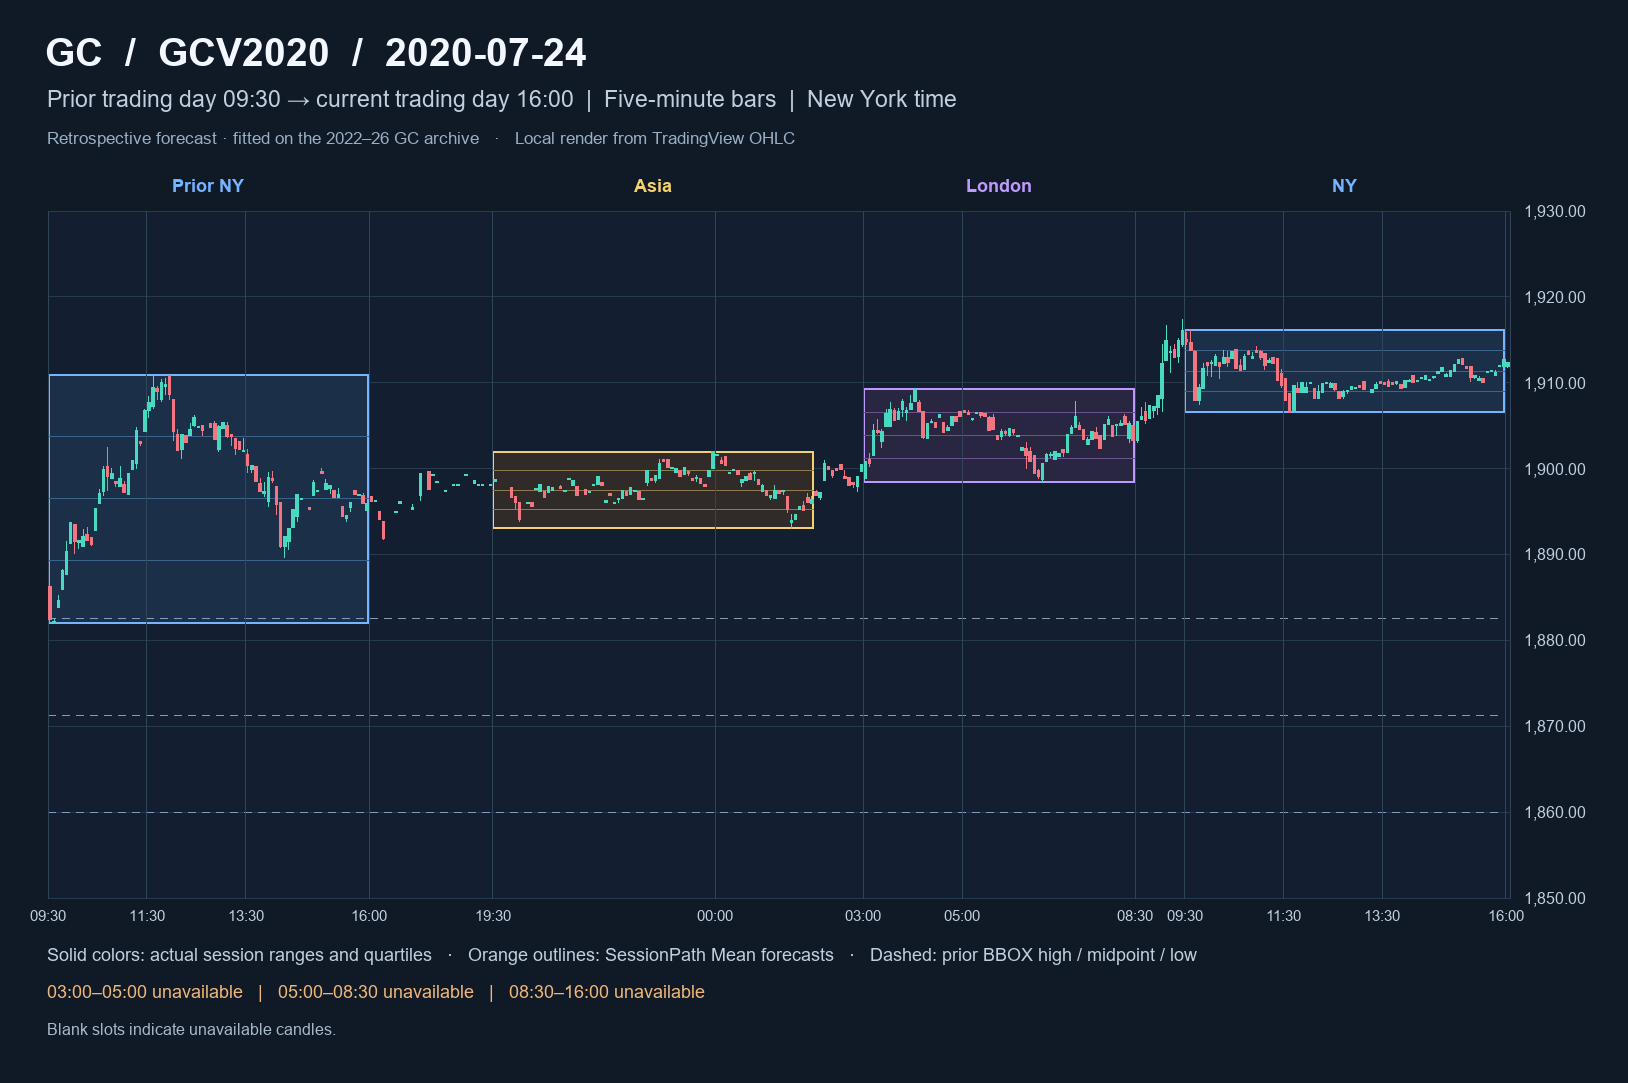 GC / GCV2020 / 2020-07-24
Prior trading day 09:30 → current trading day 16:00 | Five-minute bars | New York time
Retrospective forecast · fitted on the 2022–26 GC archive · Local render from TradingView OHLC
Prior NY Asia London NY
1,930.00
1,920.00
1,910.00
1,900.00
1,890.00
1,880.00
1,870.00
1,860.00
1,850.00
09:30 11:30 13:30 16:00 19:30 00:00 03:00 05:00 08:30 09:30 11:30 13:30 16:00
Solid colors: actual session ranges and quartiles · Orange outlines: SessionPath Mean forecasts · Dashed: prior BBOX high / midpoint / low
03:00–05:00 unavailable | 05:00–08:30 unavailable | 08:30–16:00 unavailable
Blank slots indicate unavailable candles.